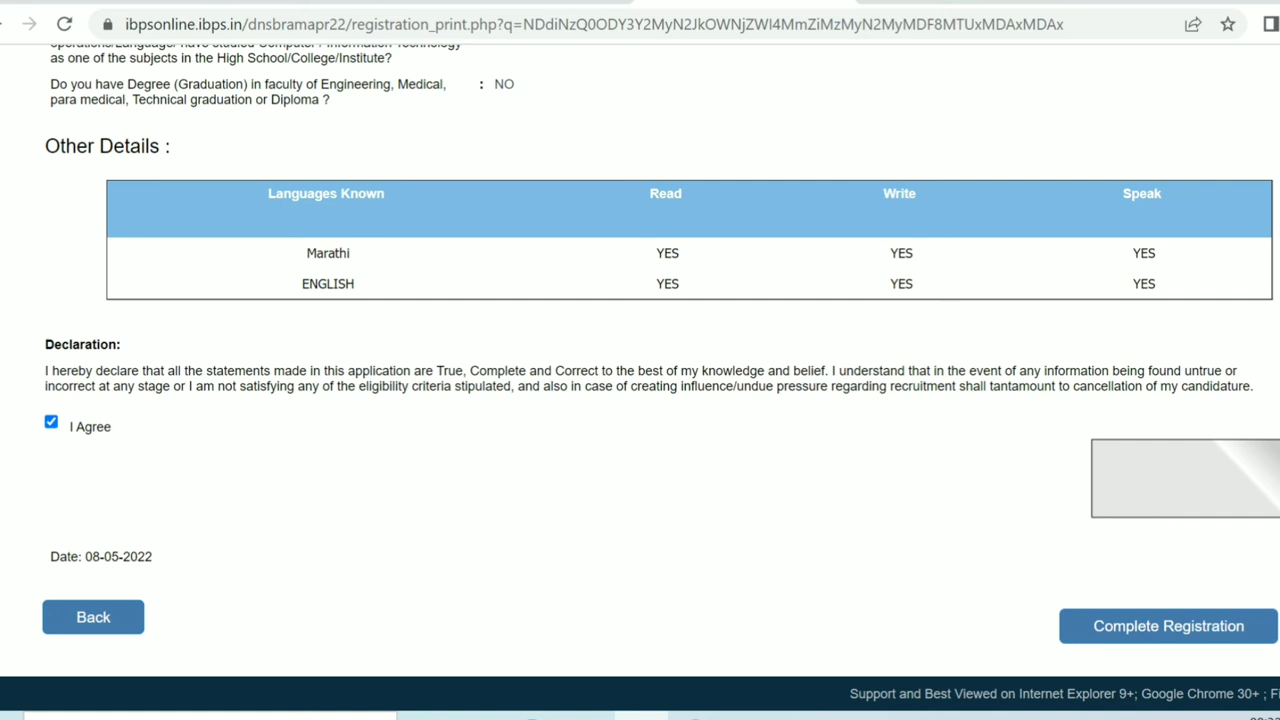 ibpsonline.ibps.in/dnsbramapr22/registration_print.php?q=NDdiNzQ0ODY3Y2MyN2JkOWNjZWI4MmZiMzMyN2MyMDF8MTUxMDAxMDAx
operations/Language/ have studied Computer / Information Technology
as one of the subjects in the High School/College/Institute?
Do you have Degree (Graduation) in faculty of Engineering, Medical, : NO
para medical, Technical graduation or Diploma ?
Other Details :
Languages Known Read Write Speak
Marathi YES YES YES
ENGLISH YES YES YES
Declaration:
I hereby declare that all the statements made in this application are True, Complete and Correct to the best of my knowledge and belief. I understand that in the event of any information being found untrue or
incorrect at any stage or I am not satisfying any of the eligibility criteria stipulated, and also in case of creating influence/undue pressure regarding recruitment shall tantamount to cancellation of my candidature.
I Agree
Date: 08-05-2022
Back
Complete Registration
Support and Best Viewed on Internet Explorer 9+; Google Chrome 30+ ;